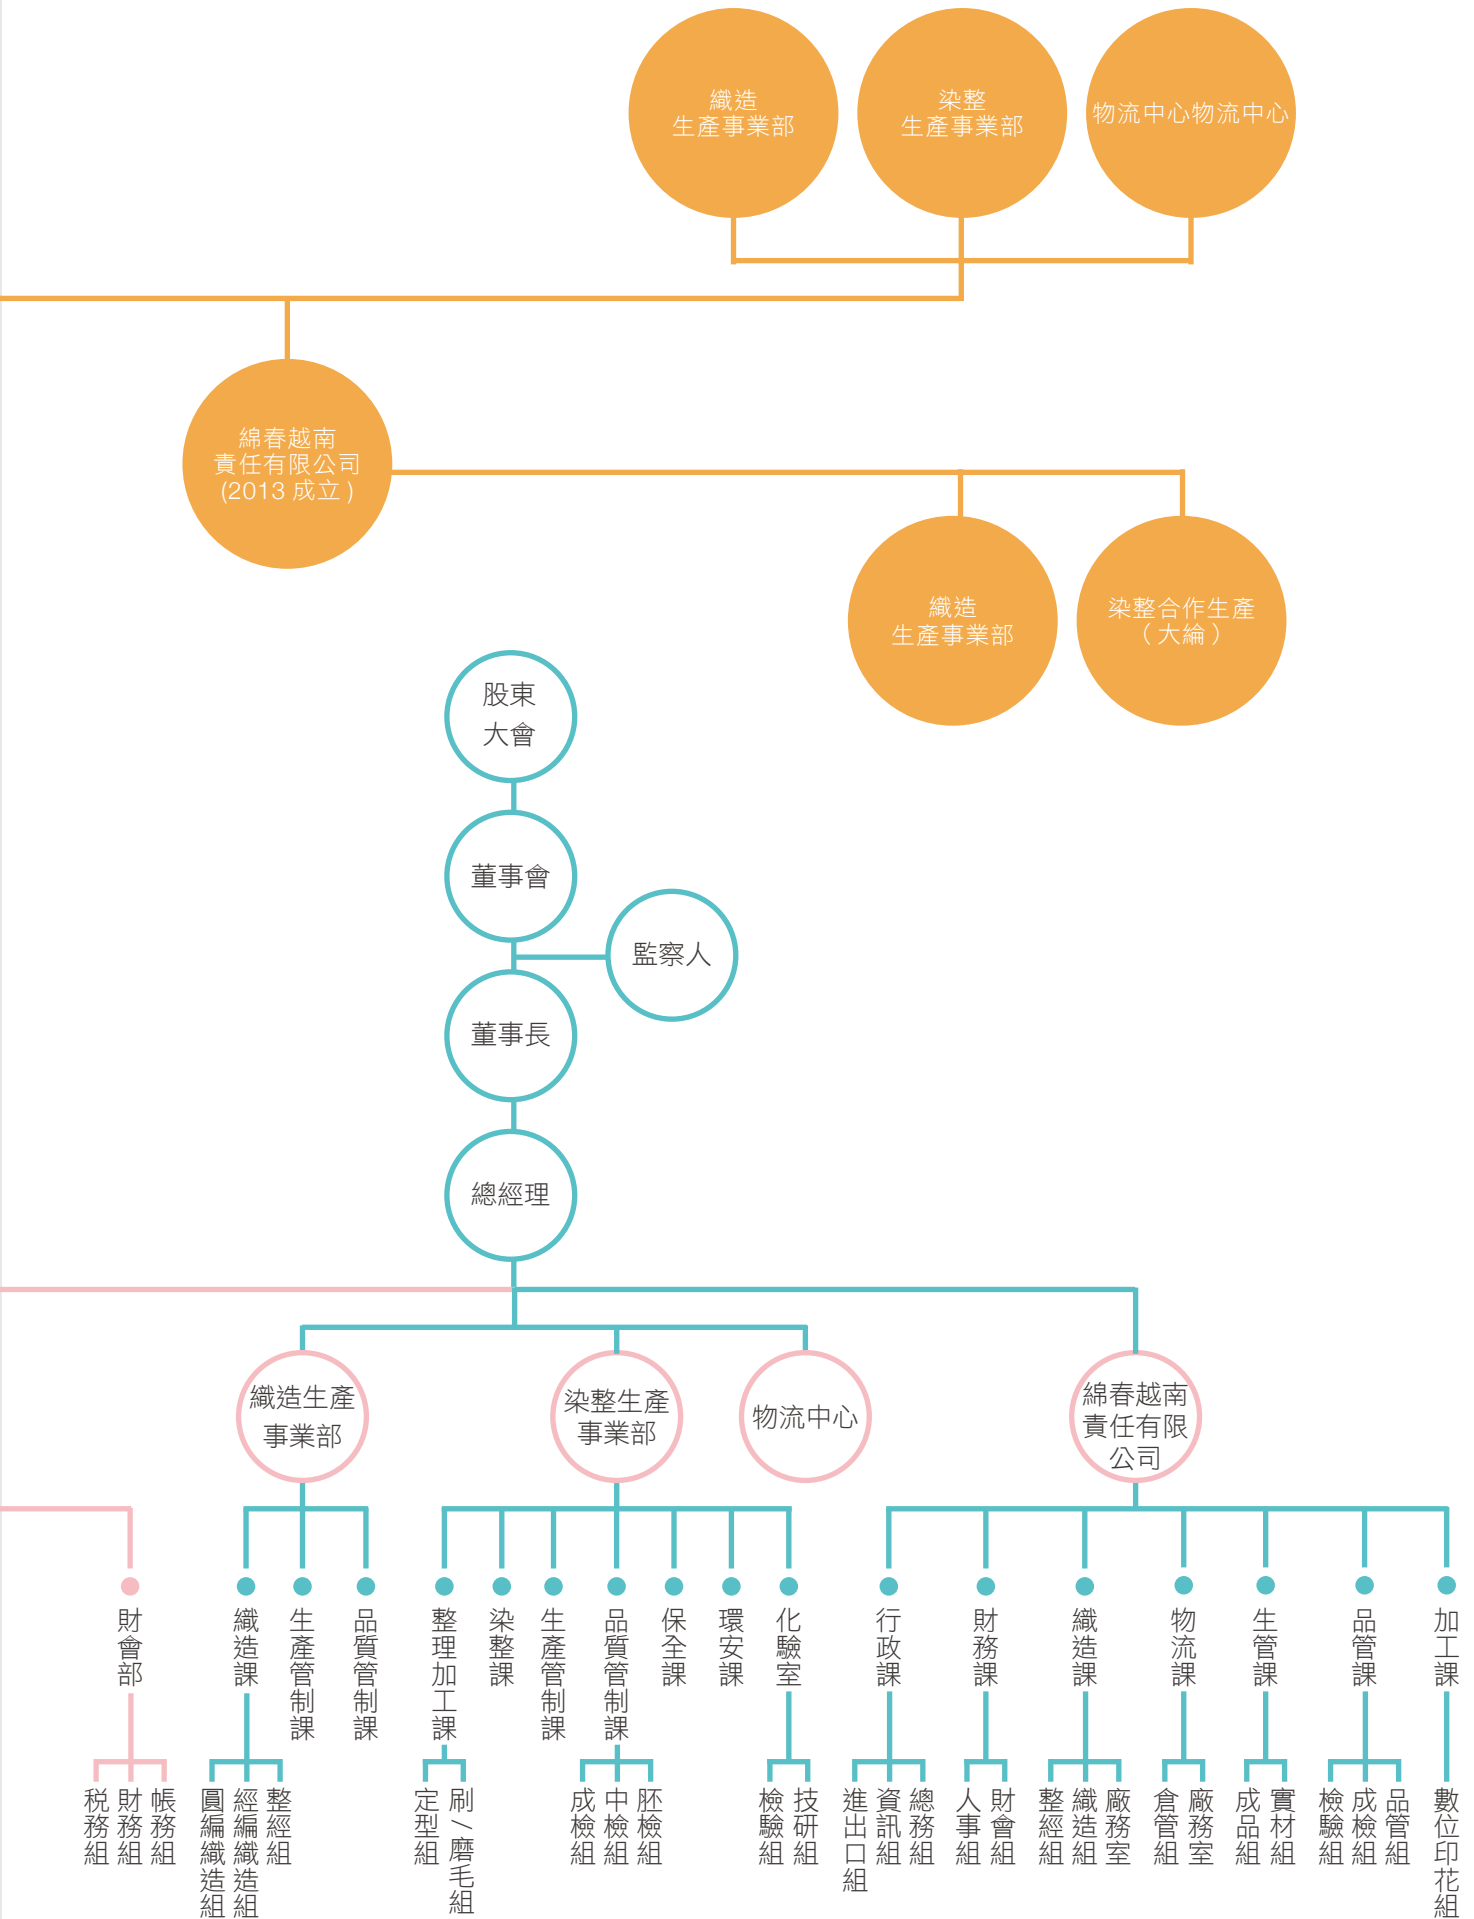 織造
生產事業部
染整
生產事業部
物流中心物流中心
綿春越南
責任有限公司
(2013 成立 )
織造
生產事業部
染整合作生產
（大綸）
股東
大會
董事會
監察人
董事長
總經理
織造生產
事業部
染整生產
事業部
物流中心
綿春越南
責任有限
公司
財會部
織造課
生產管制課
品質管制課
整理加工課
染整課
生產管制課
品質管制課
保全課
環安課
化驗室
行政課
財務課
織造課
物流課
生管課
品管課
加工課
税務組
財務組
帳務組
圓編織造組
經編織造組
整經組
定型組
刷/磨毛組
成檢組
中檢組
胚檢組
檢驗組
技研組
進出口組
資訊組
總務組
人事組
財會組
整經組
織造組
廠務室
倉管組
廠務室
成品組
實材組
檢驗組
成檢組
品管組
數位印花組